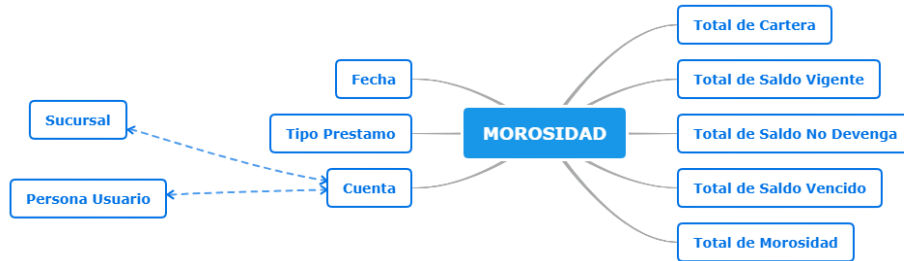 Total de Cartera
Fecha
Total de Saldo Vigente
Sucursal
Tipo Prestamo
MOROSIDAD
Total de Saldo No Devenga
Persona Usuario
Cuenta
Total de Saldo Vencido
Total de Morosidad